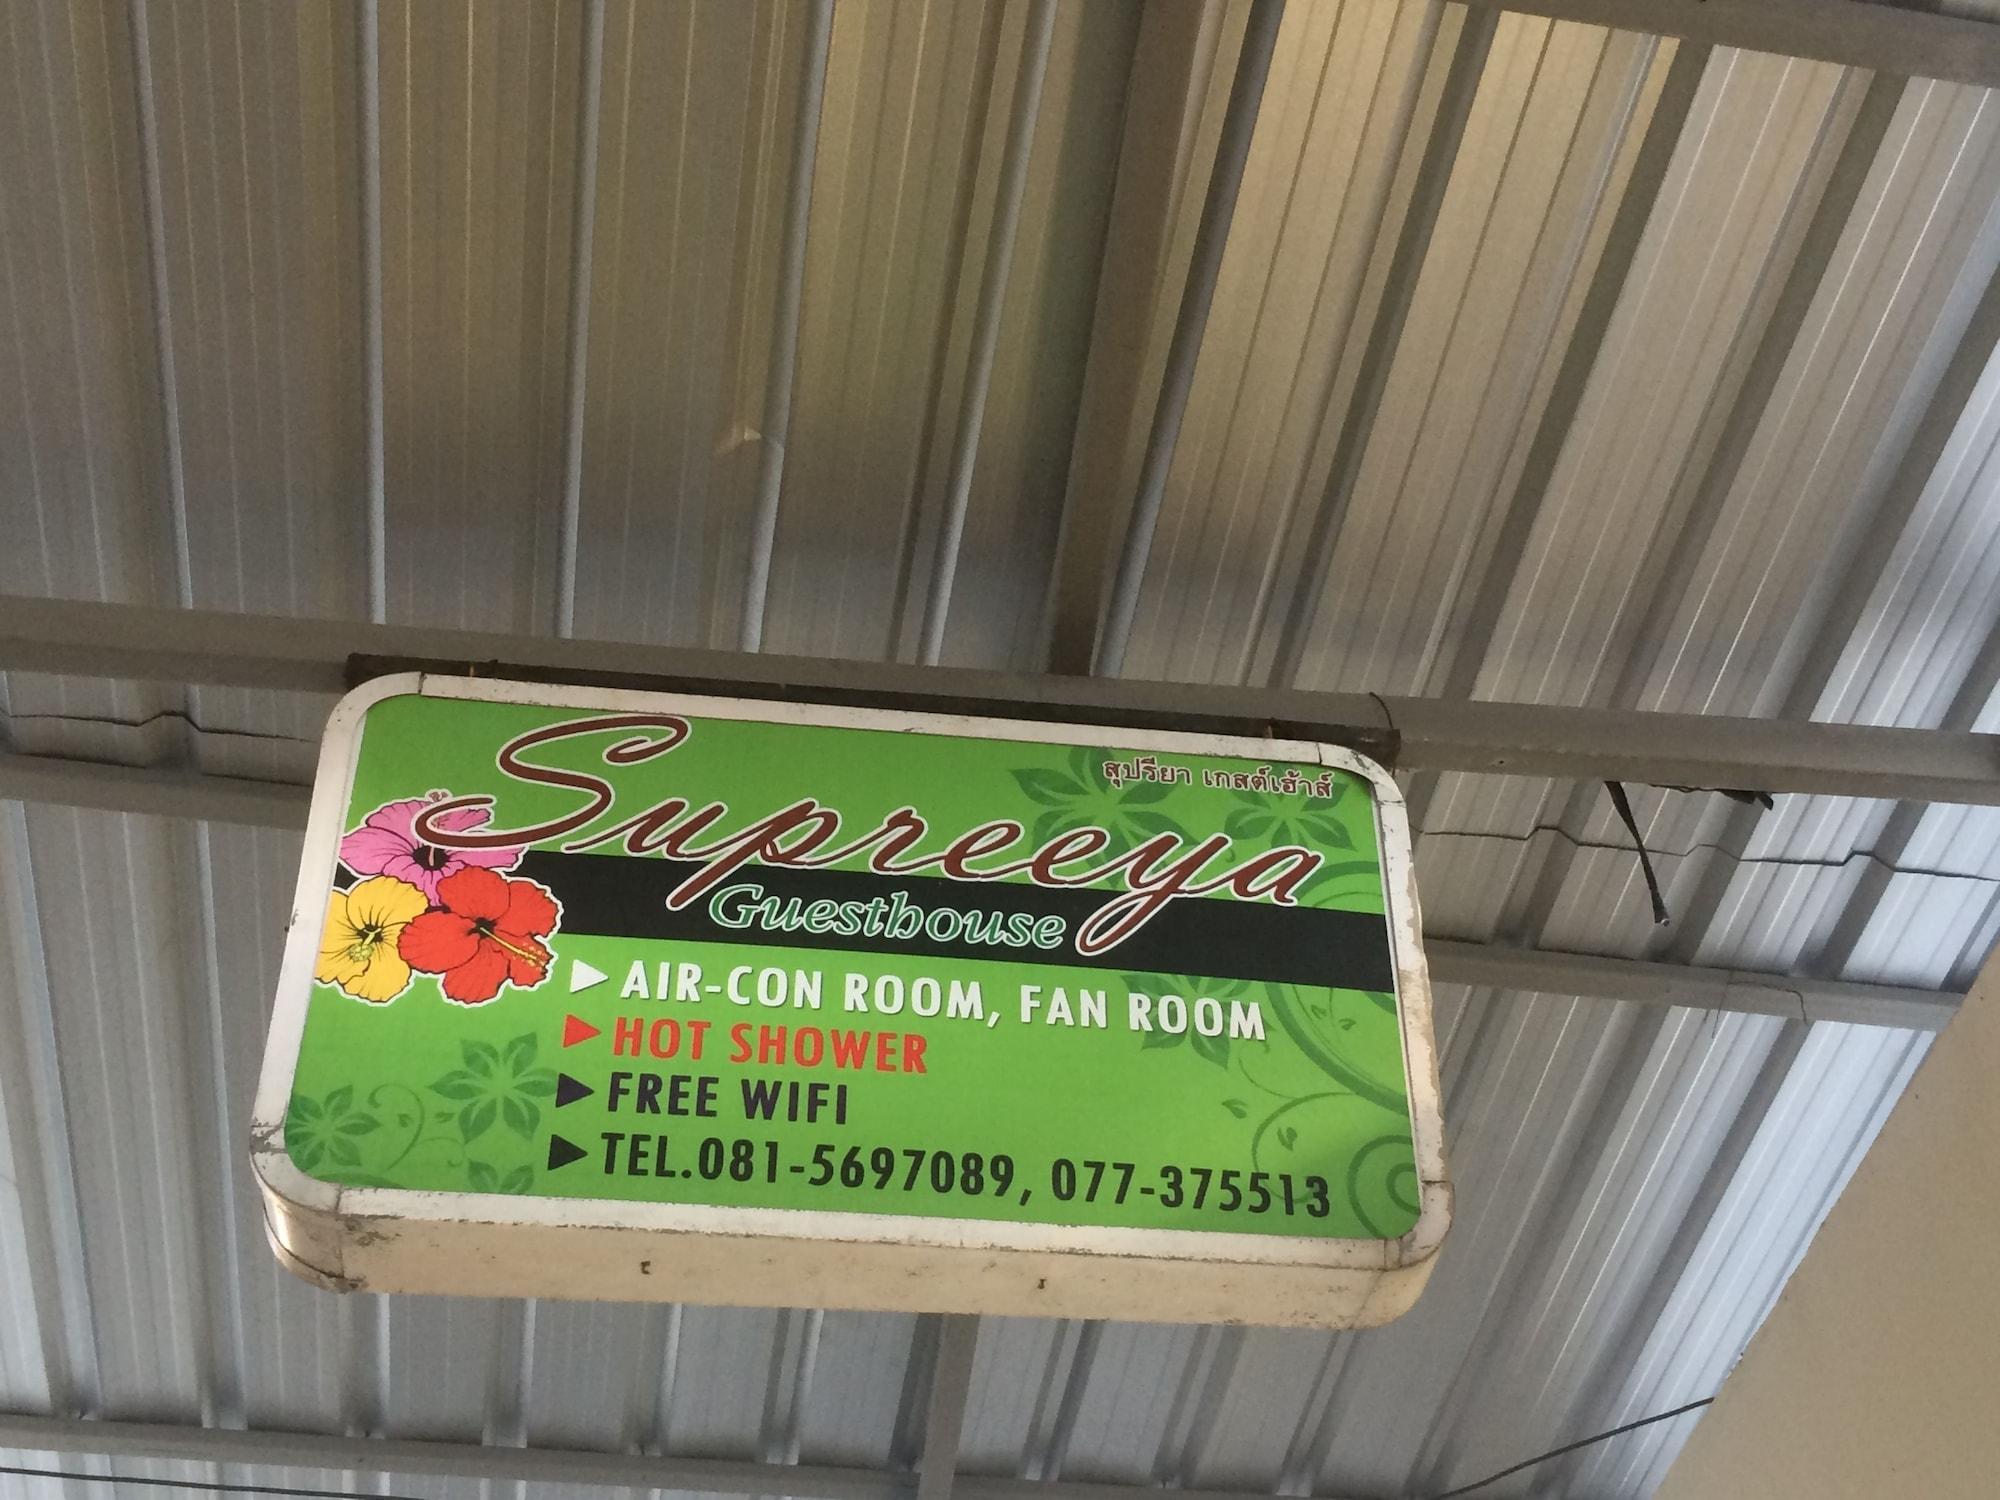 สุปรียา เกสต์เฮ้าส์
Supreeya
Guesthouse
AIR-CON ROOM, FAN ROOM
HOT SHOWER
FREE WIFI
TEL.081-5697089, 077-375513